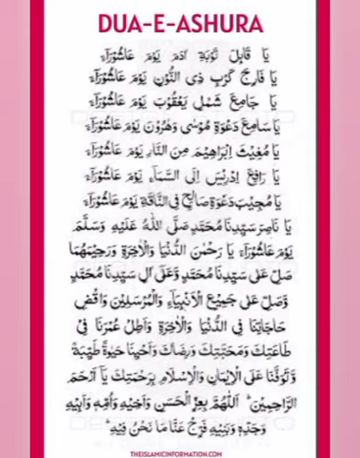 DUA-E-ASHURA
يَا قَابِلَ تَوْبَةِ اٰدَمَ يَوْمَ عَاشُوْرَآءَ
يَا فَارِجَ كَرْبِ ذِى النُّوْنِ يَوْمَ عَاشُوْرَآءَ
يَا جَامِعَ شَمْلِ يَعْقُوْبَ يَوْمَ عَاشُوْرَآءَ
يَا سَامِعَ دَعْوَةِ مُوْسٰى وَهٰرُوْنَ يَوْمَ عَاشُوْرَآءَ
يَا مُغِيْثَ اِبْرَاهِيْمَ مِنَ النَّارِ يَوْمَ عَاشُوْرَآءَ
يَا رَافِعَ اِدْرِيْسَ اِلَى السَّمَآءِ يَوْمَ عَاشُوْرَآءَ
يَا مُجِيْبَ دَعْوَةِ صَالِحٍ فِى النَّاقَةِ يَوْمَ عَاشُوْرَآءَ
يَا نَاصِرَ سَيِّدِنَا مُحَمَّدٍ صَلَّى اللهُ عَلَيْهِ وَسَلَّمَ
يَوْمَ عَاشُوْرَآءَ يَا رَحْمٰنَ الدُّنْيَا وَالْاٰخِرَةِ وَرَحِيْمَهُمَا
صَلِّ عَلٰى سَيِّدِنَا مُحَمَّدٍ وَّعَلٰى اٰلِ سَيِّدِنَا مُحَمَّدٍ
وَّصَلِّ عَلٰى جَمِيْعِ الْاَنْبِيَآءِ وَالْمُرْسَلِيْنَ وَاقْضِ
حَاجَاتِنَا فِى الدُّنْيَا وَالْاٰخِرَةِ وَاَطِلْ عُمُرَنَا فِىْ
طَاعَتِكَ وَمَحَبَّتِكَ وَرِضَاكَ وَاَحْيِنَا حَيٰوةً طَيِّبَةً
وَّتَوَفَّنَا عَلَى الْاِيْمَانِ وَالْاِسْلَامِ بِرَحْمَتِكَ يَآ اَرْحَمَ
الرَّاحِمِيْنَ اَللّٰهُمَّ بِعِزِّ الْحَسَنِ وَاَخِيْهِ وَاُمِّهِ وَاَبِيْهِ
وَجَدِّهِ وَبَنِيْهِ فَرِّجْ عَنَّا مَا نَحْنُ فِيْهِ
THEISLAMICINFORMATION.COM